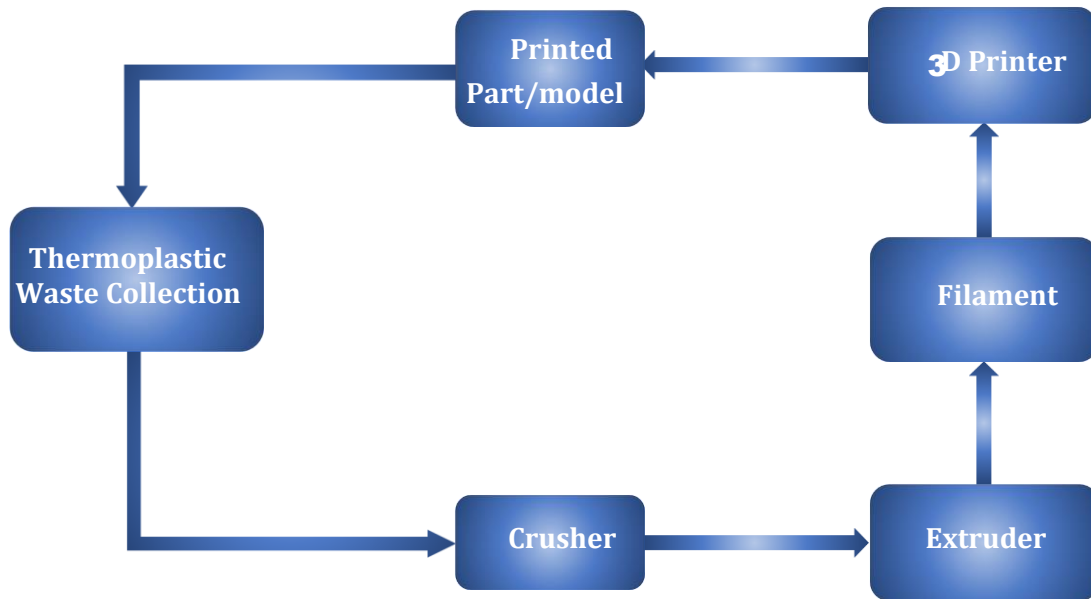 Printed
Part/model
3D Printer
Thermoplastic
Waste Collection
Filament
Crusher
Extruder